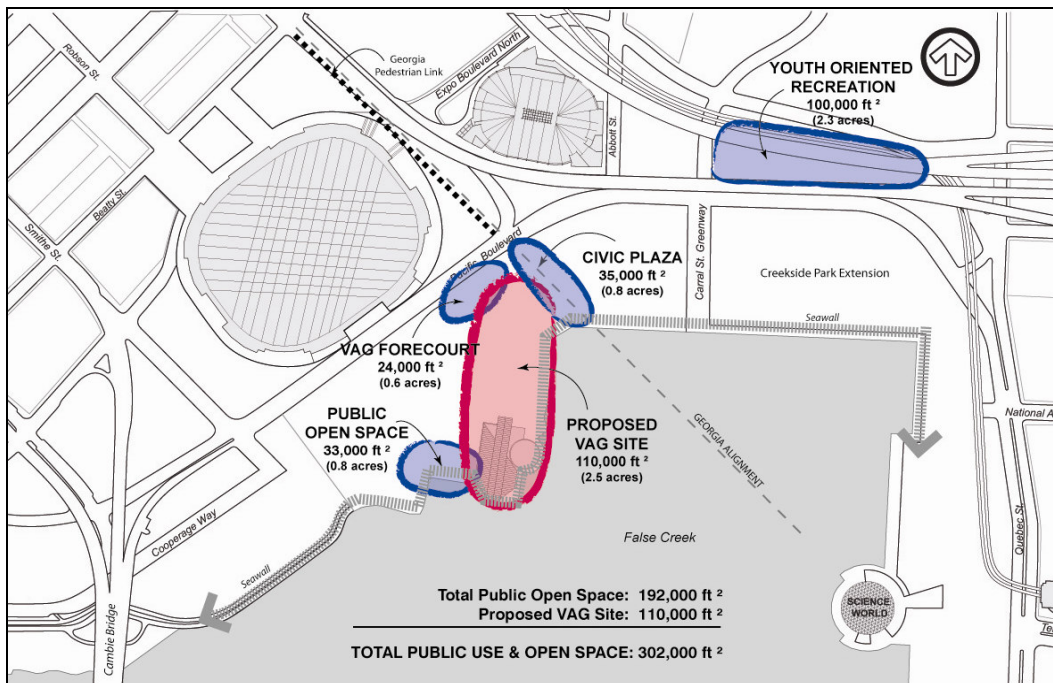 Robson St.
Georgia
Pedestrian Link
Expo Boulevard North
YOUTH ORIENTED
RECREATION
100,000 ft ²
(2.3 acres)
Abbott St.
Beatty St.
Smithe St.
Pacific Boulevard
CIVIC PLAZA
35,000 ft ²
(0.8 acres)
Carral St. Greenway
Creekside Park Extension
Seawall
VAG FORECOURT
24,000 ft ²
(0.6 acres)
PUBLIC
OPEN SPACE
33,000 ft ²
(0.8 acres)
PROPOSED
VAG SITE
110,000 ft ²
(2.5 acres)
GEORGIA ALIGNMENT
National A
Cooperage Way
Quebec St.
False Creek
Seawall
Cambie Bridge
SCIENCE
WORLD
Te
Total Public Open Space: 192,000 ft ²
Proposed VAG Site: 110,000 ft ²
TOTAL PUBLIC USE & OPEN SPACE: 302,000 ft ²